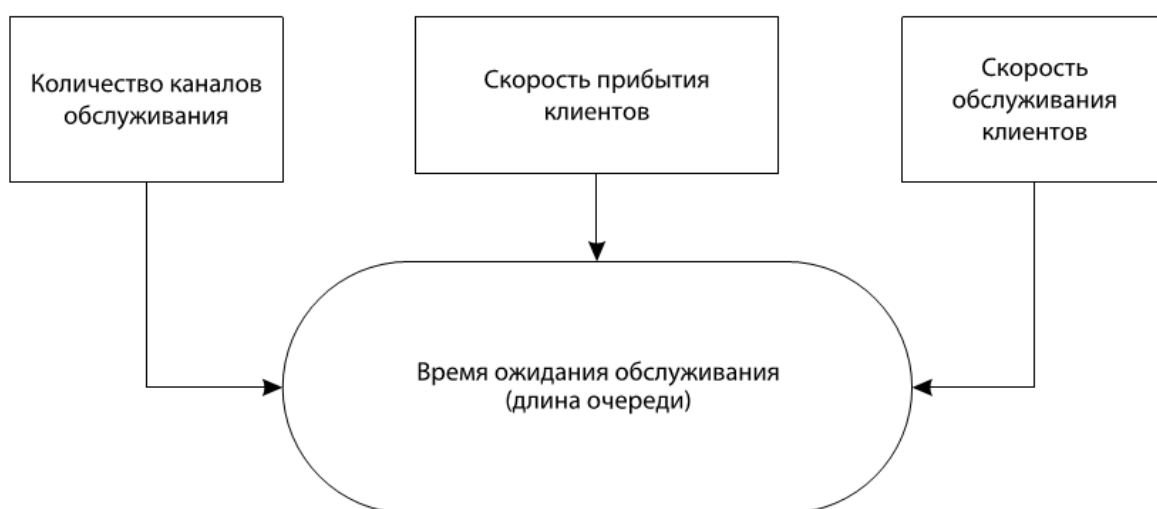 Количество каналов
обслуживания
Скорость прибытия
клиентов
Скорость
обслуживания
клиентов
Время ожидания обслуживания
(длина очереди)